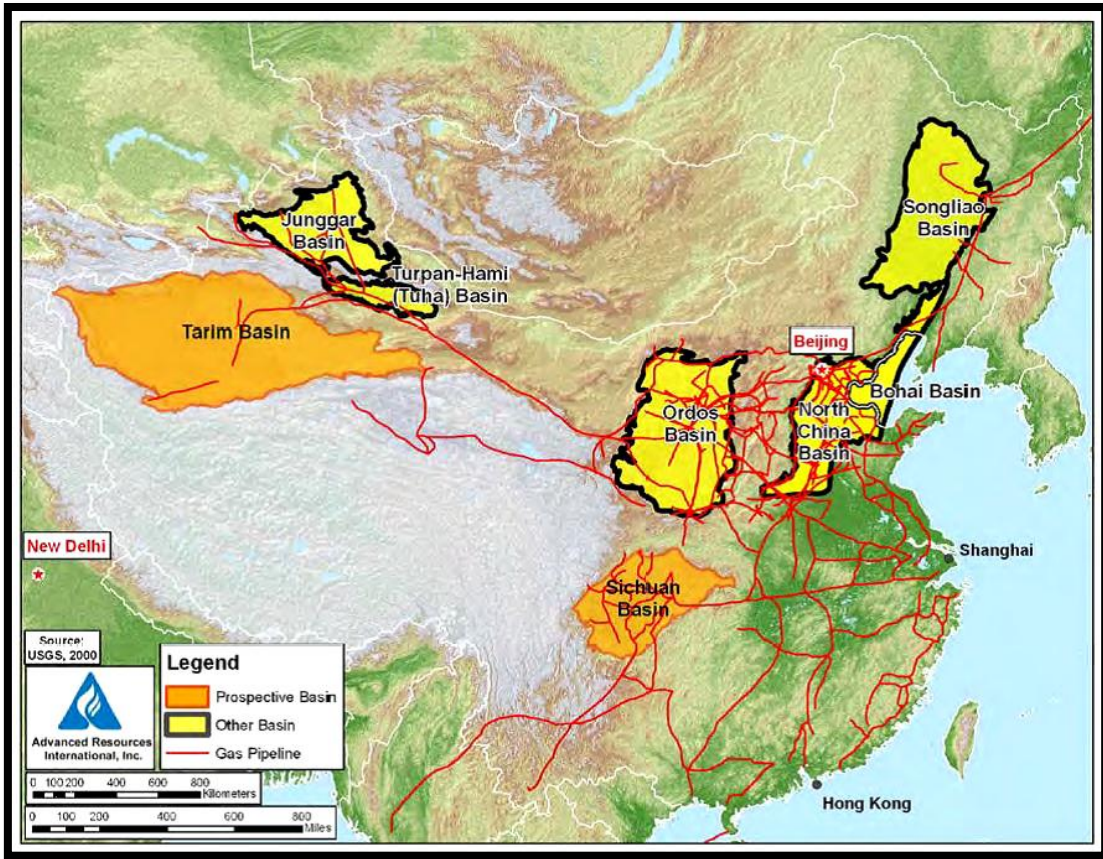 Junggar
Basin
Turpan-Hami
(Tuha) Basin
Tarim Basin
Songliao
Basin
Beijing
Bohai Basin
Ordos
Basin
North
China
Basin
New Delhi
Shanghai
Sichuan
Basin
Hong Kong
Source:
USGS, 2000
Advanced Resources
International, Inc.
Legend
Prospective Basin
Other Basin
Gas Pipeline
0 100 200 400 600 800
Kilometers
0 100 200 400 600 800
Miles